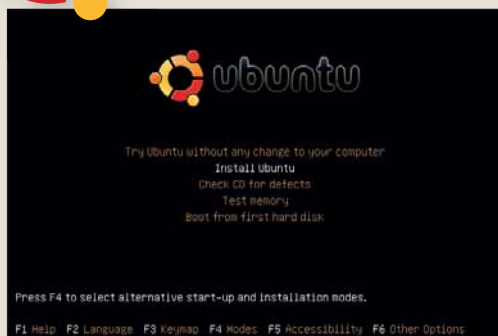 ubuntu
Try Ubuntu without any change to your computer
Install Ubuntu
Check CD for defects
Test memory
Boot from first hard disk
Press F4 to select alternative start-up and installation modes.
F1 Help F2 Language F3 Keymap F4 Modes F5 Accessibility F6 Other Options